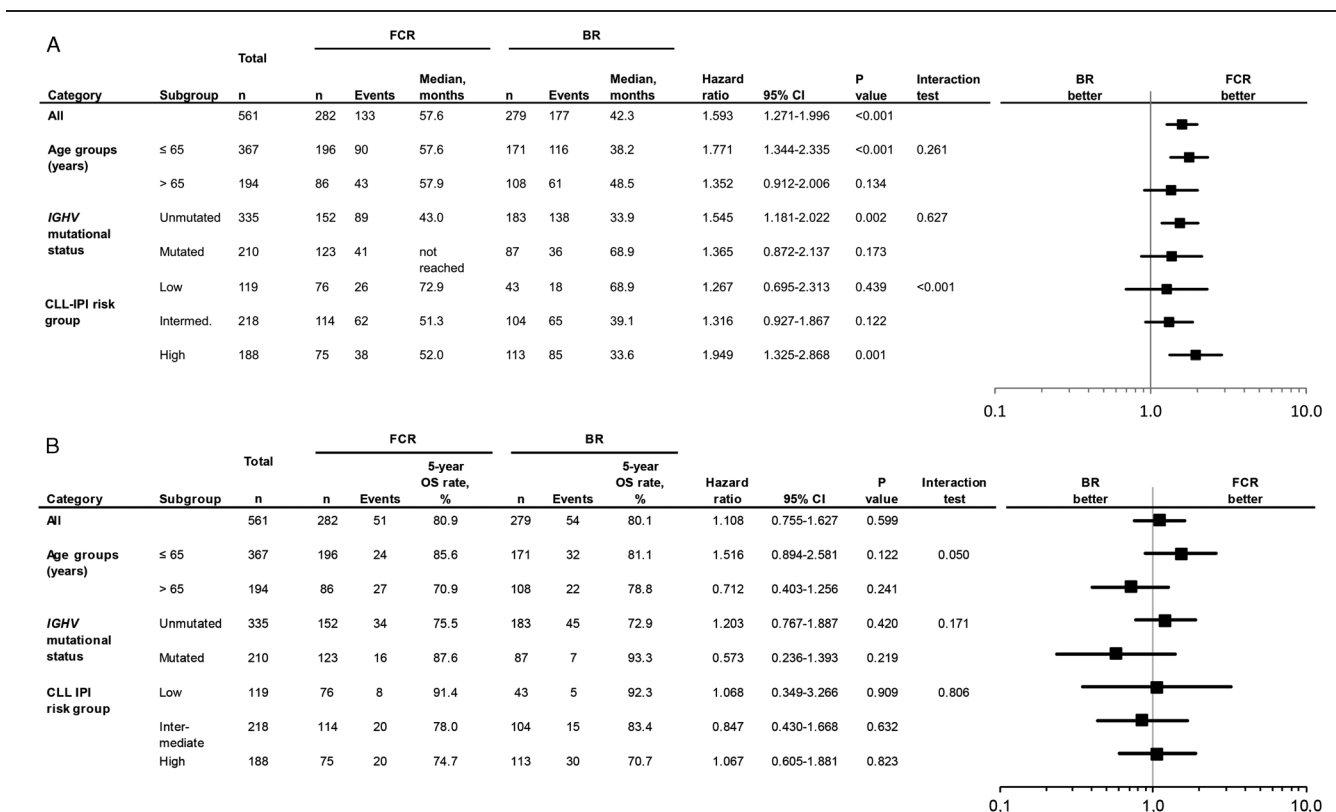 A
FCR BR
Total
Median, Median, Hazard P Interaction BR FCR
Category Subgroup n n Events months n Events months ratio 95% CI value test better better
All 561 282 133 57.6 279 177 42.3 1.593 1.271-1.996 <0.001
Age groups ≤ 65 367 196 90 57.6 171 116 38.2 1.771 1.344-2.335 <0.001 0.261
(years)
> 65 194 86 43 57.9 108 61 48.5 1.352 0.912-2.006 0.134
IGHV Unmutated 335 152 89 43.0 183 138 33.9 1.545 1.181-2.022 0.002 0.627
mutational
status Mutated 210 123 41 not 87 36 68.9 1.365 0.872-2.137 0.173
reached
Low 119 76 26 72.9 43 18 68.9 1.267 0.695-2.313 0.439 <0.001
CLL-IPI risk
group Intermed. 218 114 62 51.3 104 65 39.1 1.316 0.927-1.867 0.122
High 188 75 38 52.0 113 85 33.6 1.949 1.325-2.868 0.001
0.1 1.0 10.0
B
FCR BR
Total 5-year 5-year
OS rate, OS rate, Hazard P Interaction BR FCR
Category Subgroup n n Events % n Events % ratio 95% CI value test better better
All 561 282 51 80.9 279 54 80.1 1.108 0.755-1.627 0.599
Age groups ≤ 65 367 196 24 85.6 171 32 81.1 1.516 0.894-2.581 0.122 0.050
(years)
> 65 194 86 27 70.9 108 22 78.8 0.712 0.403-1.256 0.241
IGHV Unmutated 335 152 34 75.5 183 45 72.9 1.203 0.767-1.887 0.420 0.171
mutational
status Mutated 210 123 16 87.6 87 7 93.3 0.573 0.236-1.393 0.219
CLL IPI Low 119 76 8 91.4 43 5 92.3 1.068 0.349-3.266 0.909 0.806
risk group
Inter- 218 114 20 78.0 104 15 83.4 0.847 0.430-1.668 0.632
mediate
High 188 75 20 74.7 113 30 70.7 1.067 0.605-1.881 0.823
0.1 1.0 10.0